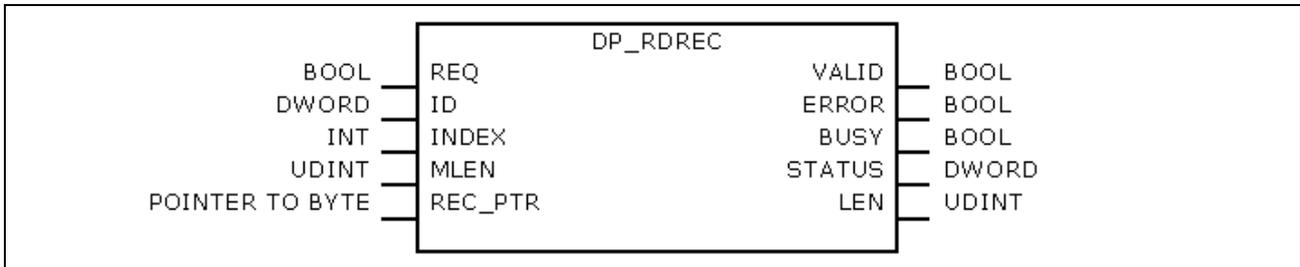 DP_RDREC
BOOL REQ VALID BOOL
DWORD ID ERROR BOOL
INT INDEX BUSY BOOL
UDINT MLEN STATUS DWORD
POINTER TO BYTE REC_PTR LEN UDINT